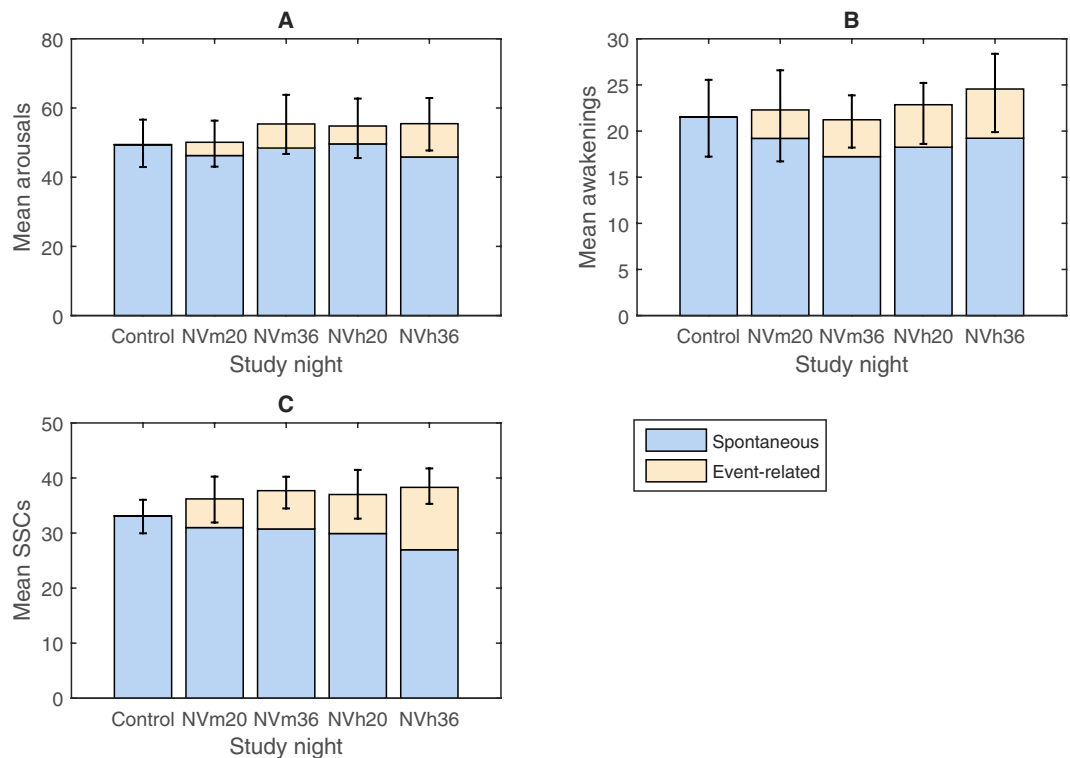 A
80
60
40
20
0
Mean arousals
Control NVm20 NVm36 NVh20 NVh36
Study night
B
30
25
20
15
10
5
0
Mean awakenings
Control NVm20 NVm36 NVh20 NVh36
Study night
C
50
40
30
20
10
0
Mean SSCs
Control NVm20 NVm36 NVh20 NVh36
Study night
Spontaneous
Event-related